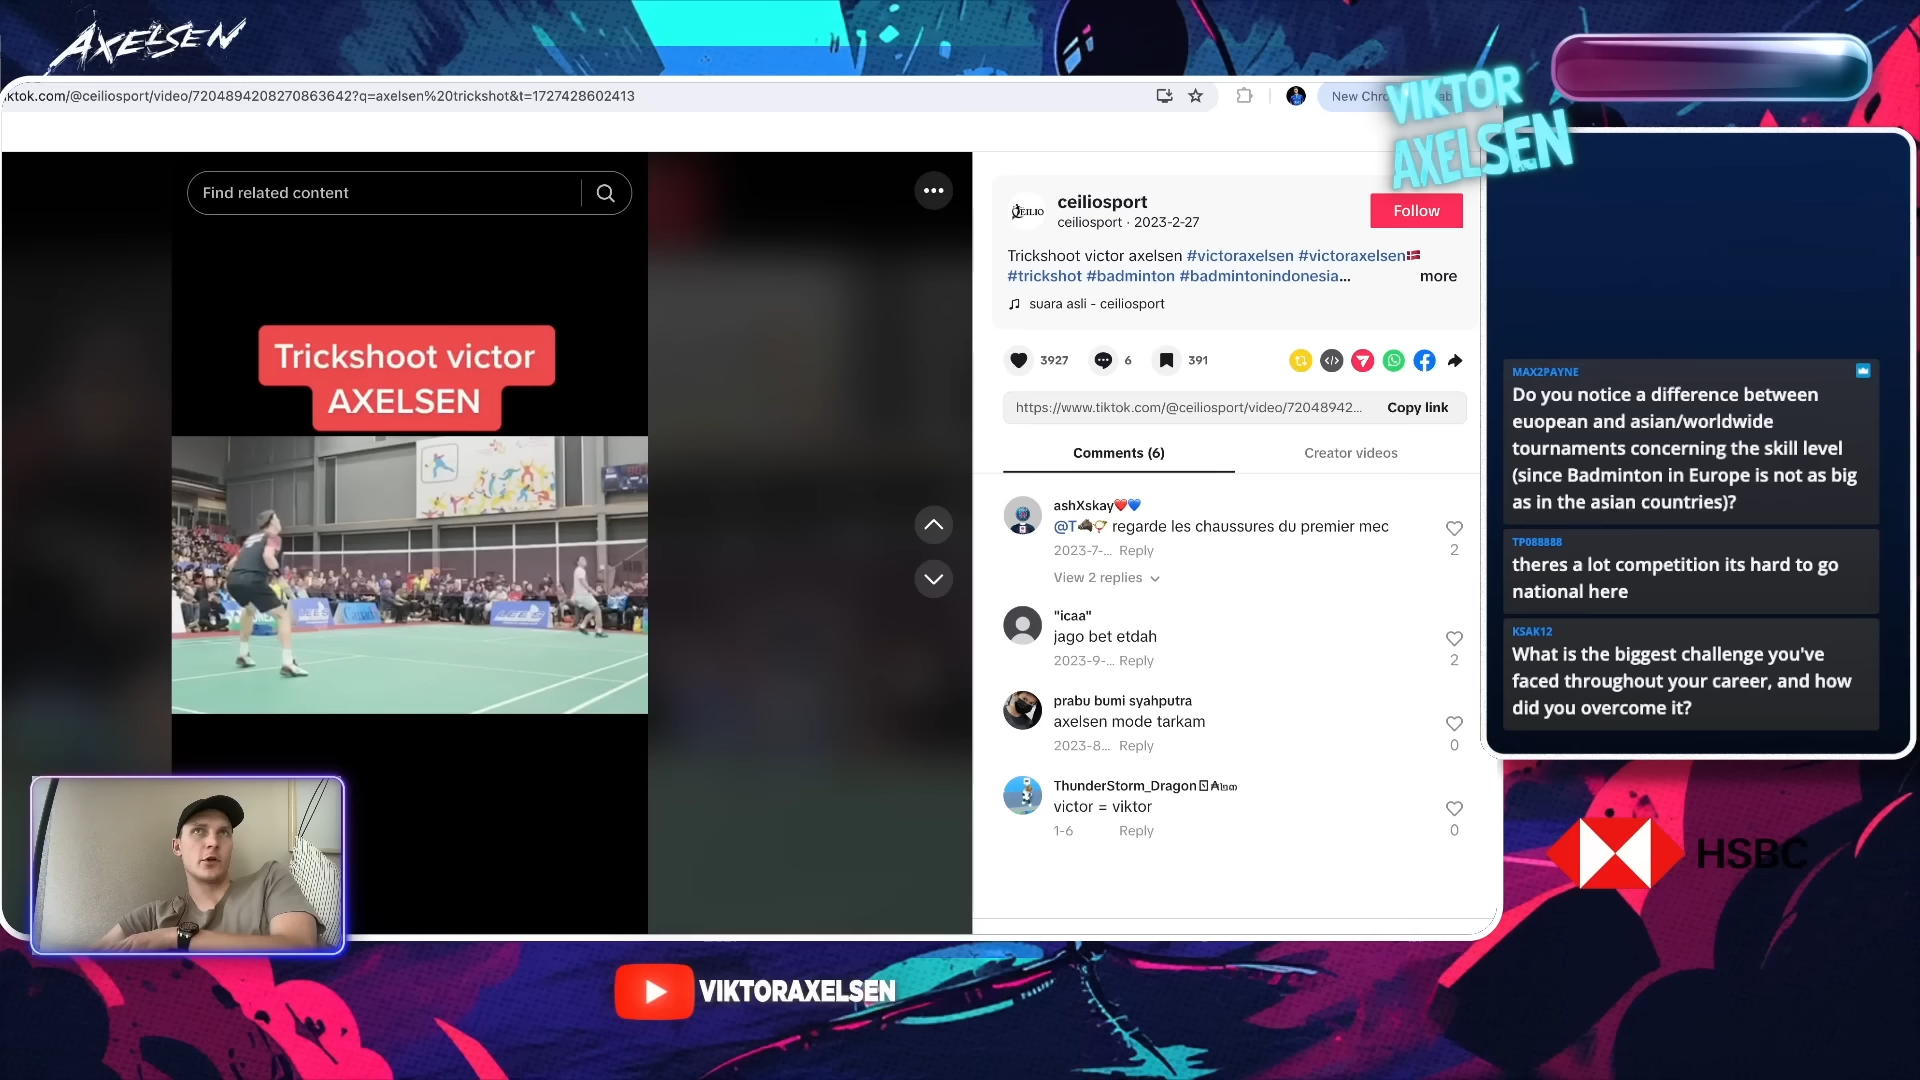 AXELSEN
ktok.com/@ceiliosport/video/7204894208270863642?q=axelsen%20trickshot&t=1727428602413
New Chro
VIKTOR
AXELSEN
Find related content
Trickshoot victor
AXELSEN
LEES
LEES
CEILIO
ceiliosport
ceiliosport · 2023-2-27
Follow
Trickshoot victor axelsen #victoraxelsen #victoraxelsen🇩🇰
#trickshot #badminton #badmintonindonesia...
more
suara asli - ceiliosport
3927
6
391
https://www.tiktok.com/@ceiliosport/video/72048942...
Copy link
Comments (6)
Creator videos
ashXskay❤️💙
@T regarde les chaussures du premier mec
2023-7-... Reply
2
View 2 replies
"icaa"
jago bet etdah
2023-9-... Reply
2
prabu bumi syahputra
axelsen mode tarkam
2023-8... Reply
0
ThunderStorm_Dragon
victor = viktor
1-6 Reply
0
MAX2PAYNE
Do you notice a difference between
euopean and asian/worldwide
tournaments concerning the skill level
(since Badminton in Europe is not as big
as in the asian countries)?
TP088888
theres a lot competition its hard to go
national here
KSAK12
What is the biggest challenge you've
faced throughout your career, and how
did you overcome it?
HSBC
VIKTORAXELSEN